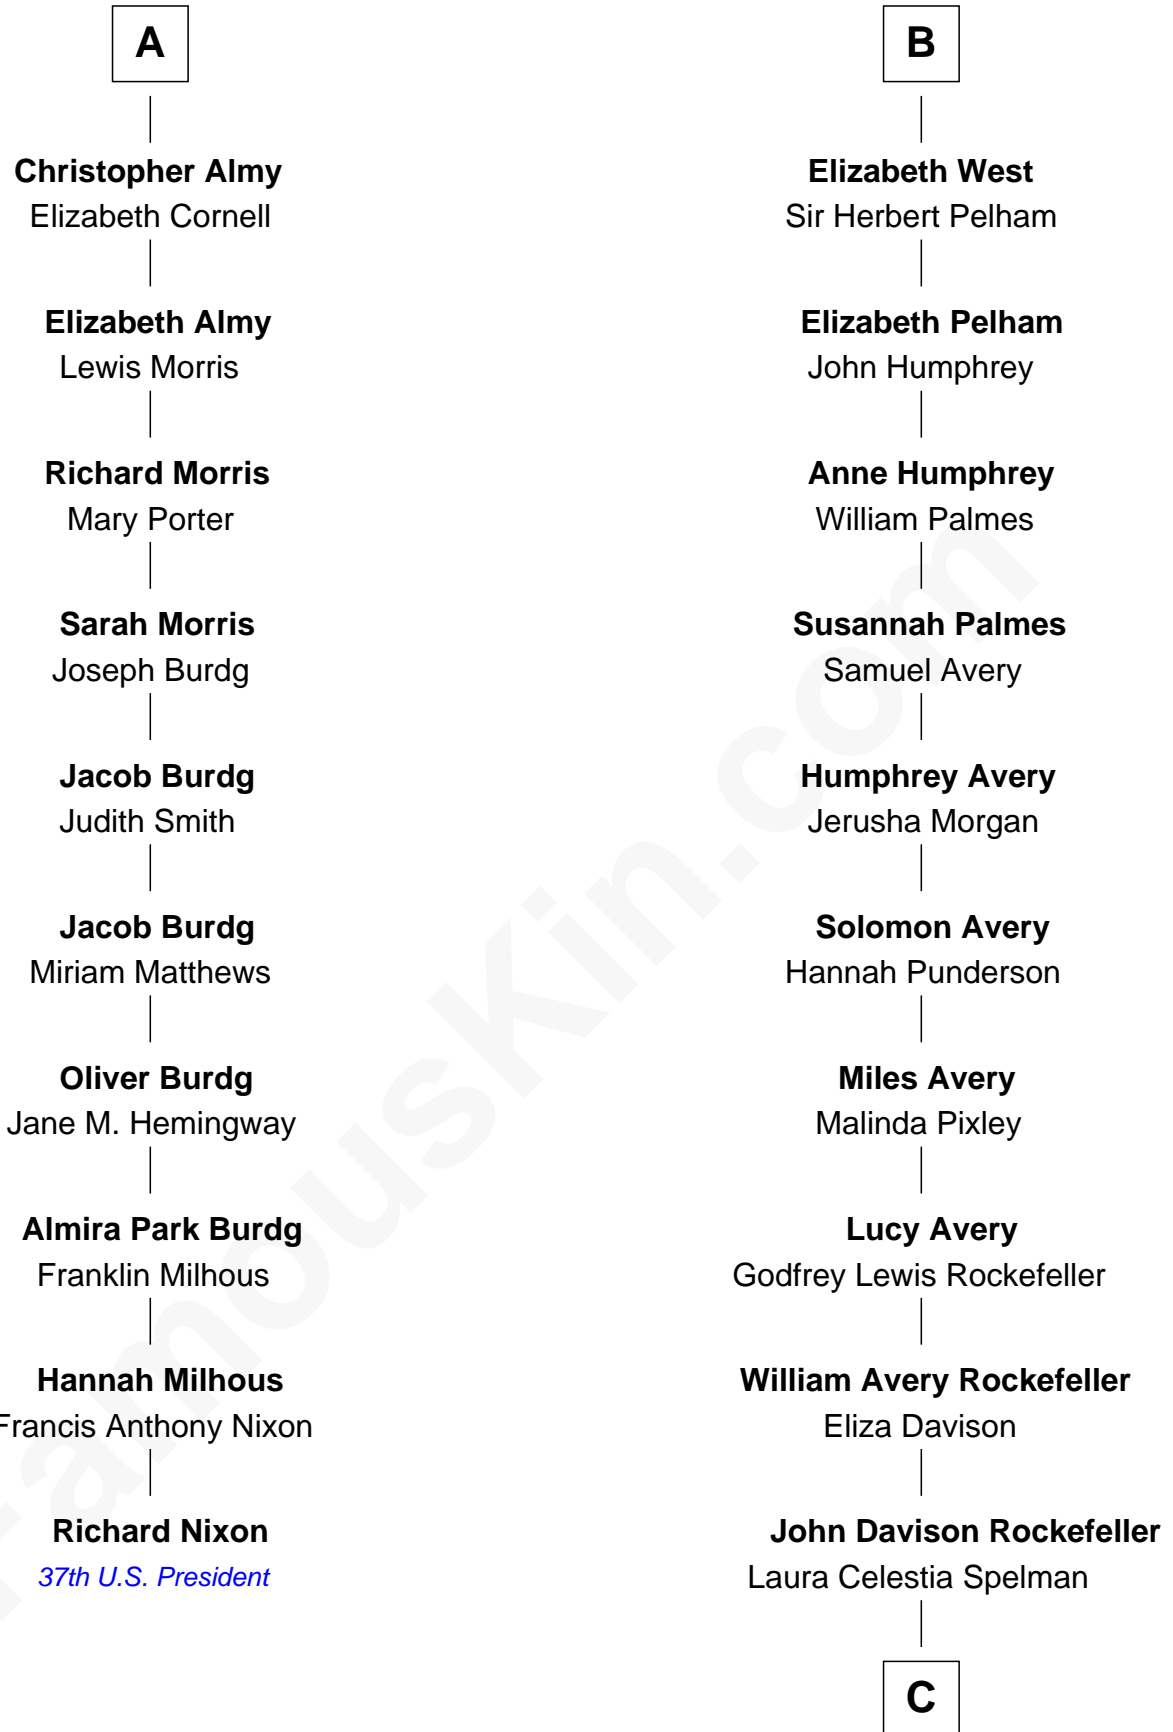 A
Christopher Almy
Elizabeth Cornell
Elizabeth Almy
Lewis Morris
Richard Morris
Mary Porter
Sarah Morris
Joseph Burdg
Jacob Burdg
Judith Smith
Jacob Burdg
Miriam Matthews
Oliver Burdg
Jane M. Hemingway
Almira Park Burdg
Franklin Milhous
Hannah Milhous
Francis Anthony Nixon
Richard Nixon
37th U.S. President
B
Elizabeth West
Sir Herbert Pelham
Elizabeth Pelham
John Humphrey
Anne Humphrey
William Palmes
Susannah Palmes
Samuel Avery
Humphrey Avery
Jerusha Morgan
Solomon Avery
Hannah Punderson
Miles Avery
Malinda Pixley
Lucy Avery
Godfrey Lewis Rockefeller
William Avery Rockefeller
Eliza Davison
John Davison Rockefeller
Laura Celestia Spelman
C
FamousKin.com